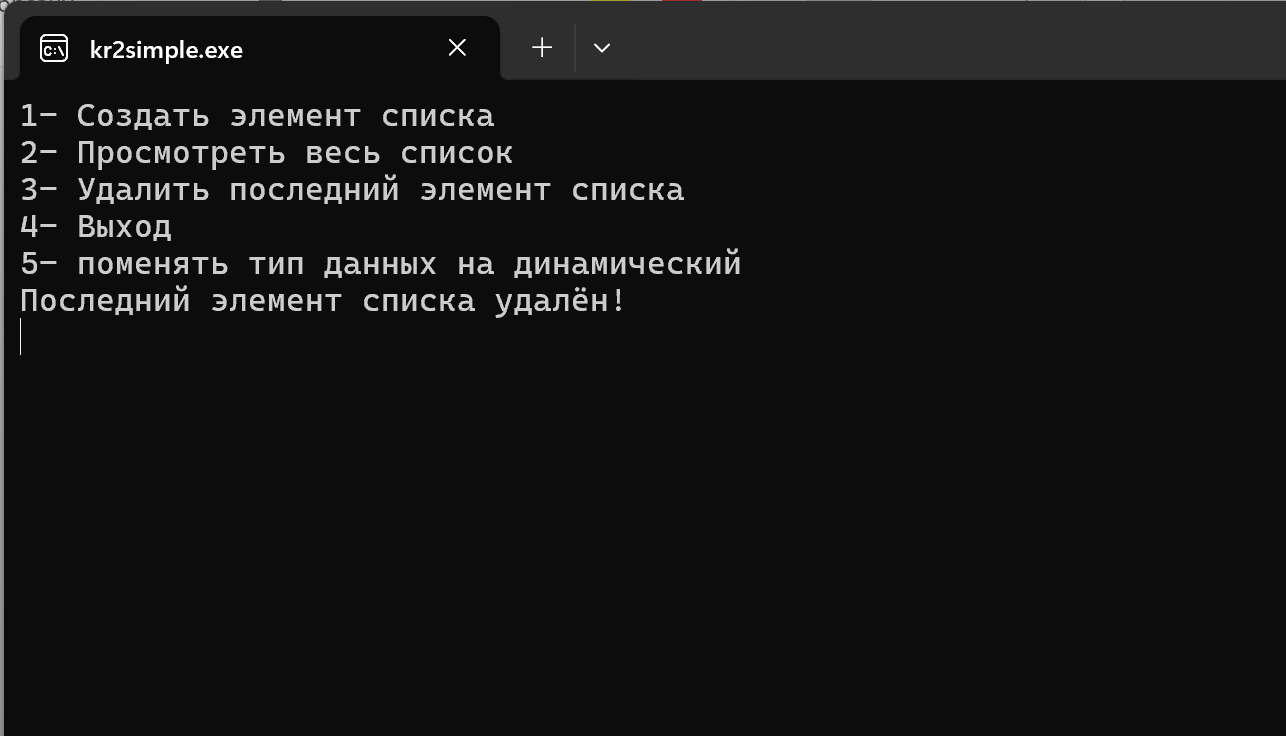 kr2simple.exe
1- Создать элемент списка
2- Просмотреть весь список
3- Удалить последний элемент списка
4- Выход
5- поменять тип данных на динамический
Последний элемент списка удалён!